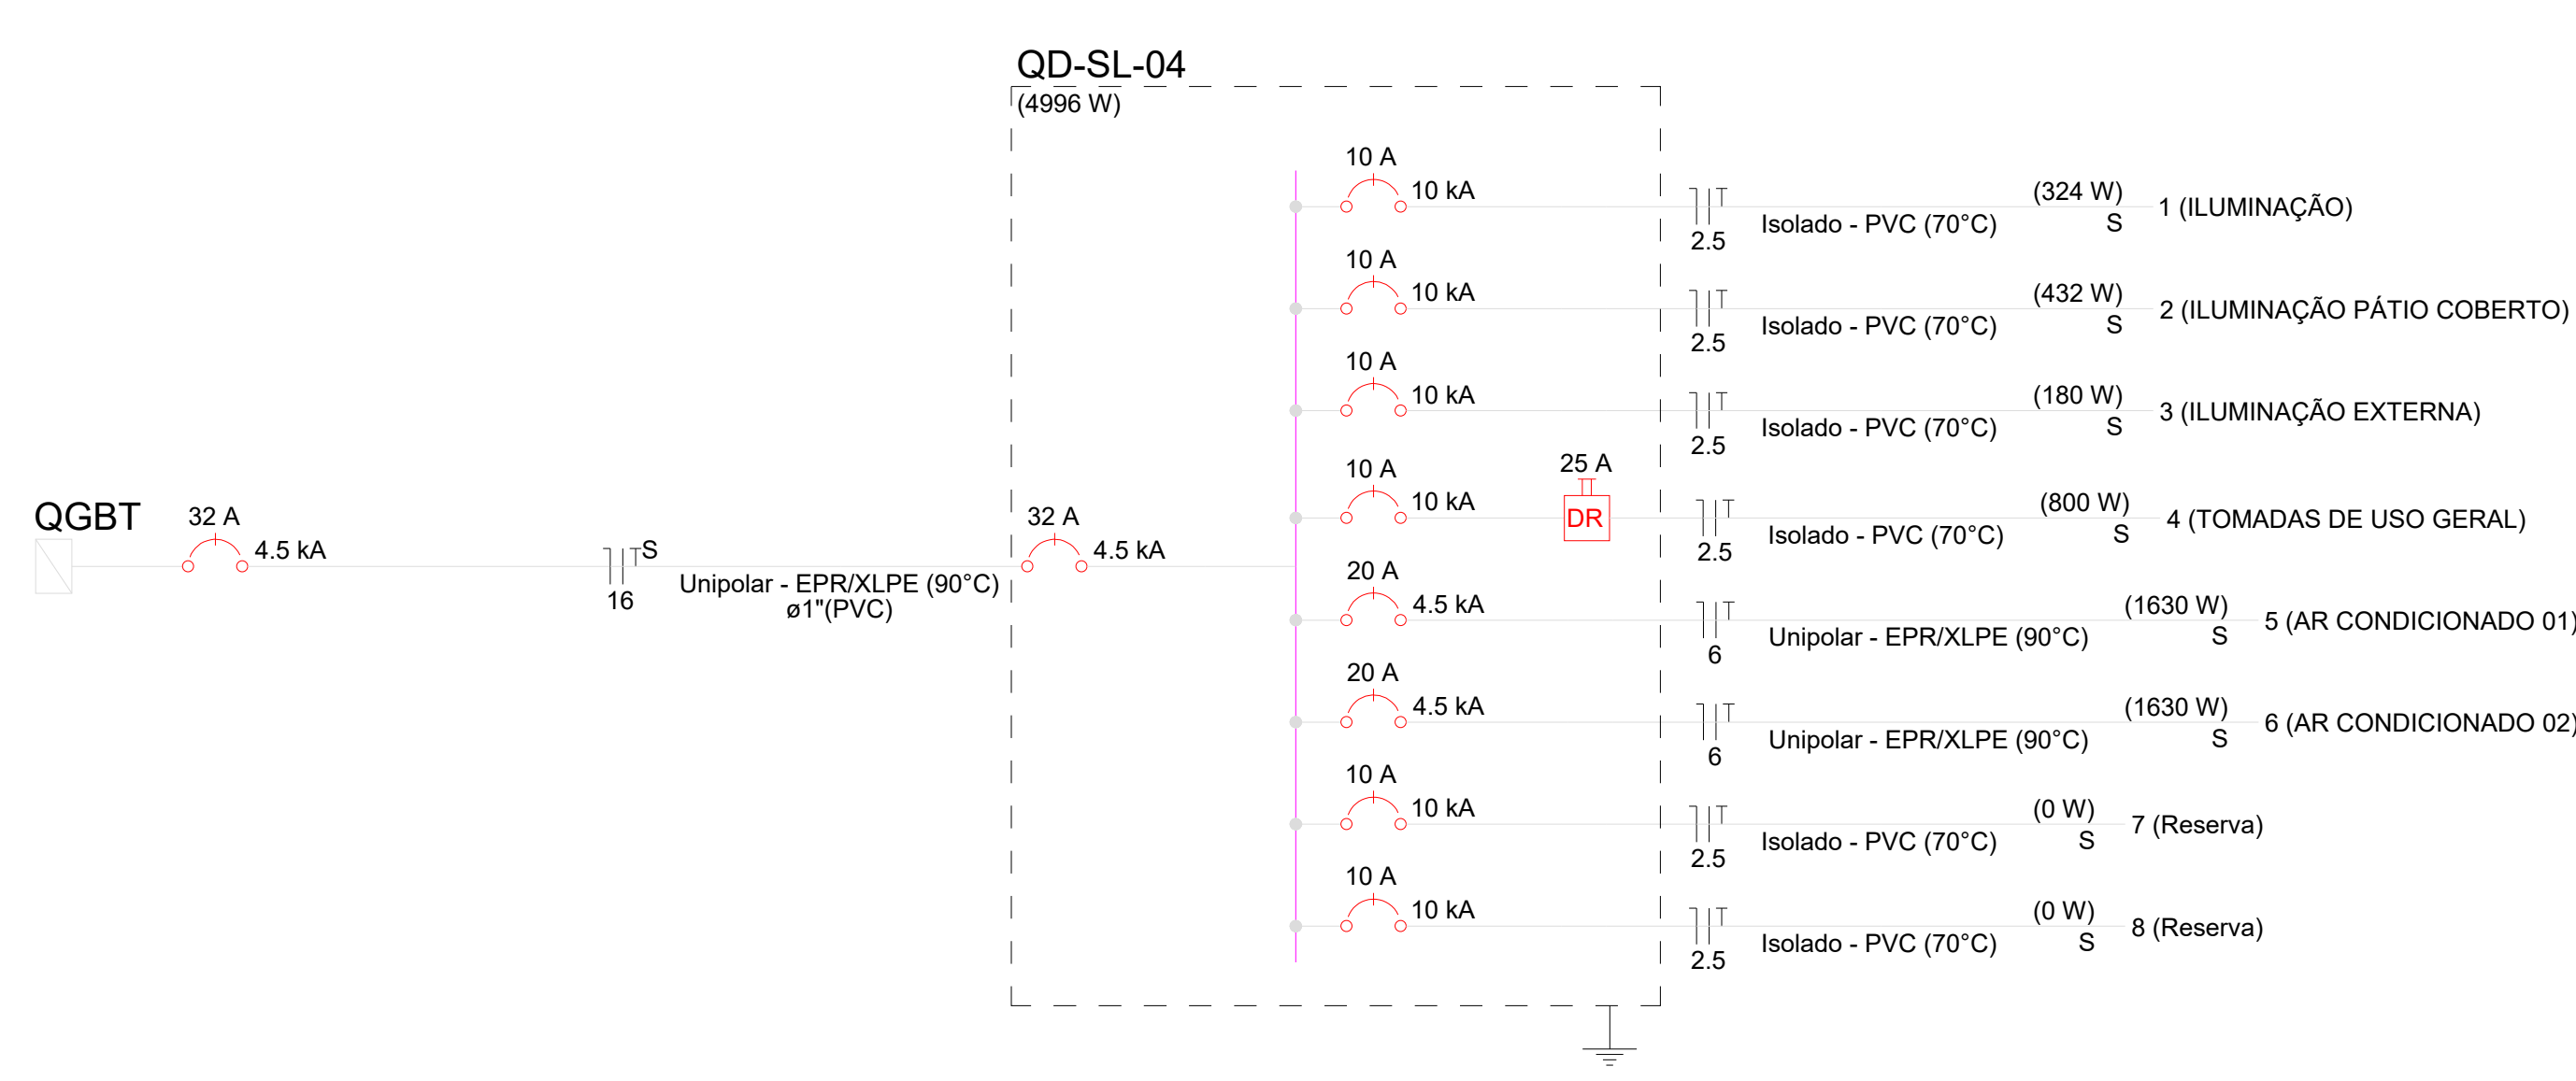 QD-SL-04
(4996 W)
10 A
10 kA
2.5
Isolado - PVC (70°C)
(324 W)
S
1 (ILUMINAÇÃO)
10 A
10 kA
2.5
Isolado - PVC (70°C)
(432 W)
S
2 (ILUMINAÇÃO PÁTIO COBERTO)
10 A
10 kA
2.5
Isolado - PVC (70°C)
(180 W)
S
3 (ILUMINAÇÃO EXTERNA)
10 A
10 kA
25 A
DR
2.5
Isolado - PVC (70°C)
(800 W)
S
4 (TOMADAS DE USO GERAL)
QGBT
32 A
4.5 kA
S
16
Unipolar - EPR/XLPE (90°C)
ø1"(PVC)
32 A
4.5 kA
20 A
4.5 kA
6
Unipolar - EPR/XLPE (90°C)
(1630 W)
S
5 (AR CONDICIONADO 01)
20 A
4.5 kA
6
Unipolar - EPR/XLPE (90°C)
(1630 W)
S
6 (AR CONDICIONADO 02)
10 A
10 kA
2.5
Isolado - PVC (70°C)
(0 W)
S
7 (Reserva)
10 A
10 kA
2.5
Isolado - PVC (70°C)
(0 W)
S
8 (Reserva)